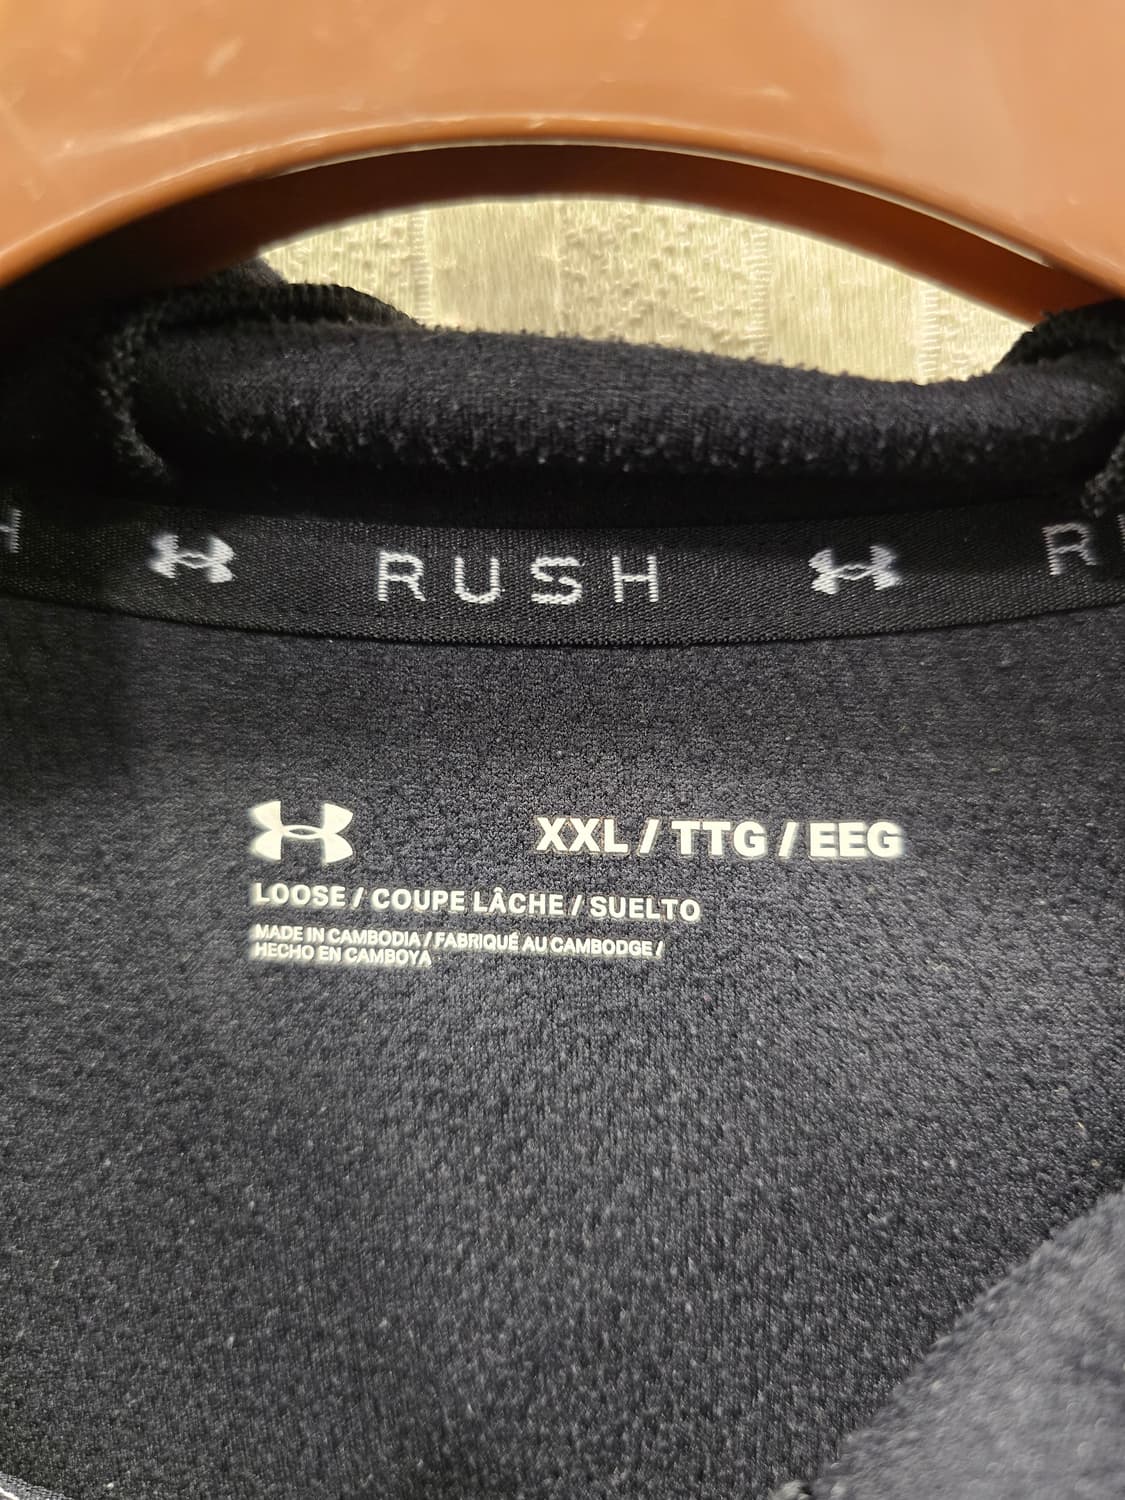 RUSH
XXL / TTG / EEG
LOOSE / COUPE LÂCHE / SUELTO
MADE IN CAMBODIA / FABRIQUÉ AU CAMBODGE /
HECHO EN CAMBOYA